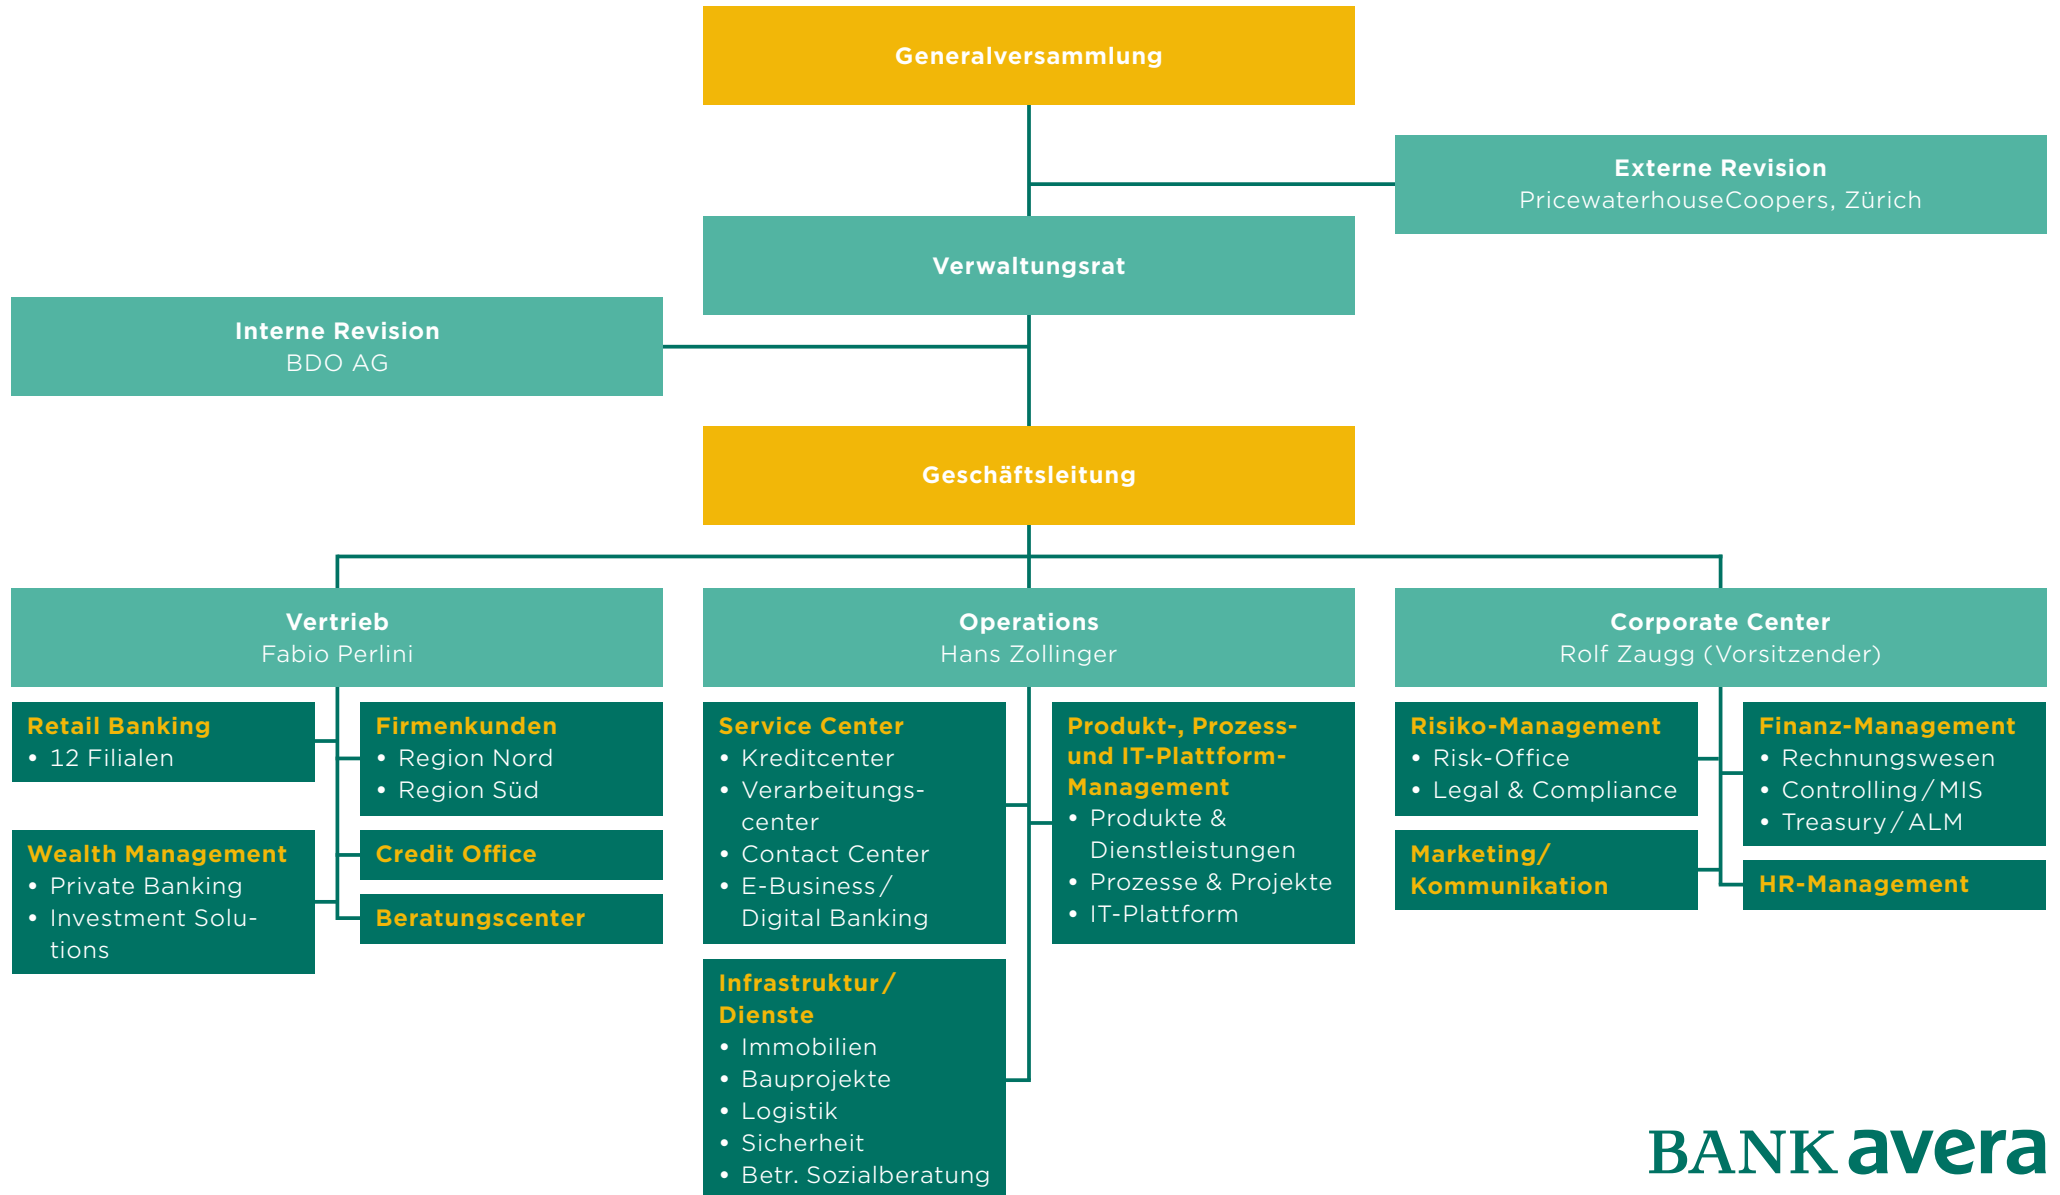 Generalversammlung
Externe Revision
PricewaterhouseCoopers, Zürich
Verwaltungsrat
Interne Revision
BDO AG
Geschäftsleitung
Vertrieb
Fabio Perlini
Operations
Hans Zollinger
Corporate Center
Rolf Zaugg (Vorsitzender)
Retail Banking
• 12 Filialen
Wealth Management
• Private Banking
• Investment Solu-
tions
Firmenkunden
• Region Nord
• Region Süd
Credit Office
Beratungscenter
Service Center
• Kreditcenter
• Verarbeitungs-
center
• Contact Center
• E-Business/
Digital Banking
Infrastruktur/
Dienste
• Immobilien
• Bauprojekte
• Logistik
• Sicherheit
• Betr. Sozialberatung
Produkt-, Prozess-
und IT-Plattform-
Management
• Produkte &
Dienstleistungen
• Prozesse & Projekte
• IT-Plattform
Risiko-Management
• Risk-Office
• Legal & Compliance
Marketing/
Kommunikation
Finanz-Management
• Rechnungswesen
• Controlling/MIS
• Treasury/ALM
HR-Management
BANK avera